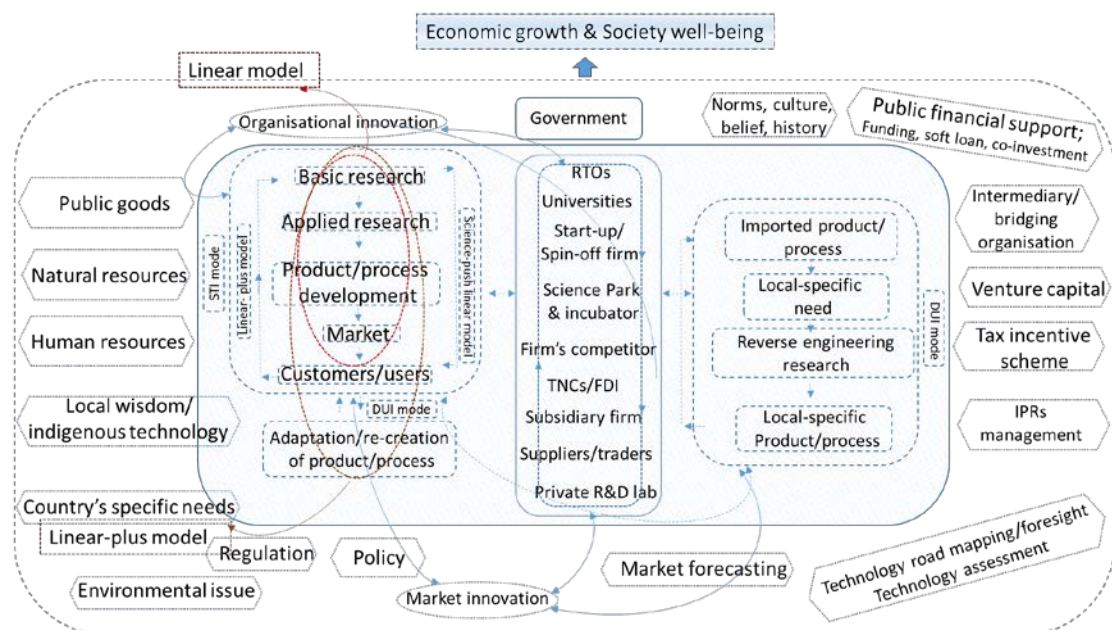 Economic growth & Society well-being
Linear model
Organisational innovation
Government
Norms, culture,
belief, history
Public financial support;
Funding, soft loan, co-investment
Public goods
Natural resources
Human resources
Local wisdom/
indigenous technology
Country's specific needs
Linear-plus model
Regulation
Environmental issue
Policy
Market innovation
Market forecasting
Technology road mapping/foresight
Technology assessment
STI mode
Linear- plus model
Basic research
Applied research
Product/process
development
Market
Customers/users
Science-push linear model
DUI mode
Adaptation/re-creation
of product/process
RTOs
Universities
Start-up/
Spin-off firm
Science Park
& incubator
Firm's competitor
TNCs/FDI
Subsidiary firm
Suppliers/traders
Private R&D lab
Imported product/
process
Local-specific
need
Reverse engineering
research
Local-specific
Product/process
DUI mode
Intermediary/
bridging
organisation
Venture capital
Tax incentive
scheme
IPRs
management